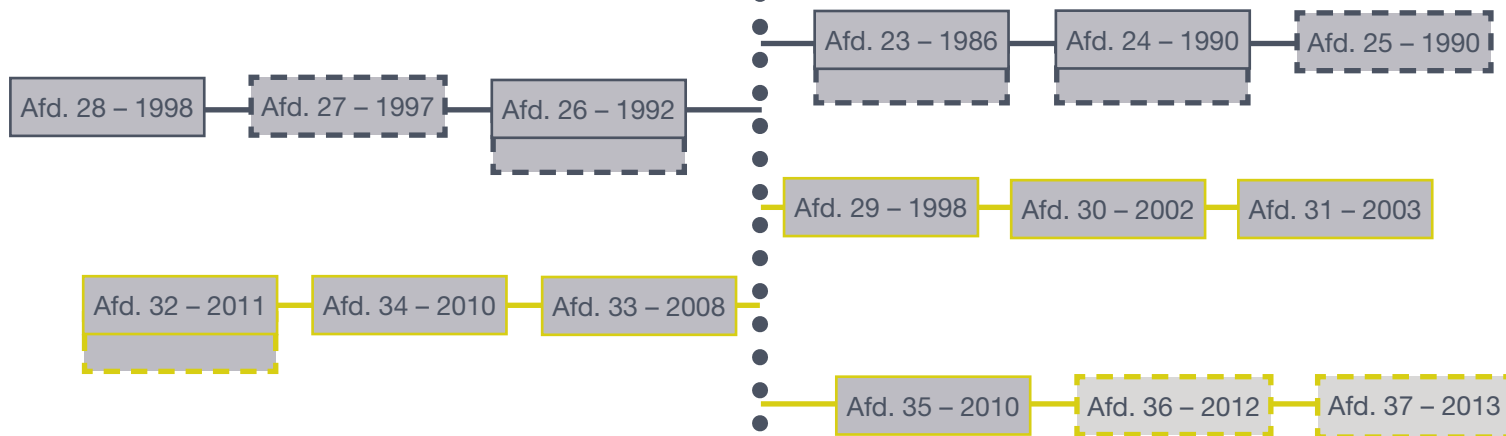 Afd. 23 – 1986
Afd. 24 – 1990
Afd. 25 – 1990
Afd. 28 – 1998
Afd. 27 – 1997
Afd. 26 – 1992
Afd. 29 – 1998
Afd. 30 – 2002
Afd. 31 – 2003
Afd. 32 – 2011
Afd. 34 – 2010
Afd. 33 – 2008
Afd. 35 – 2010
Afd. 36 – 2012
Afd. 37 – 2013